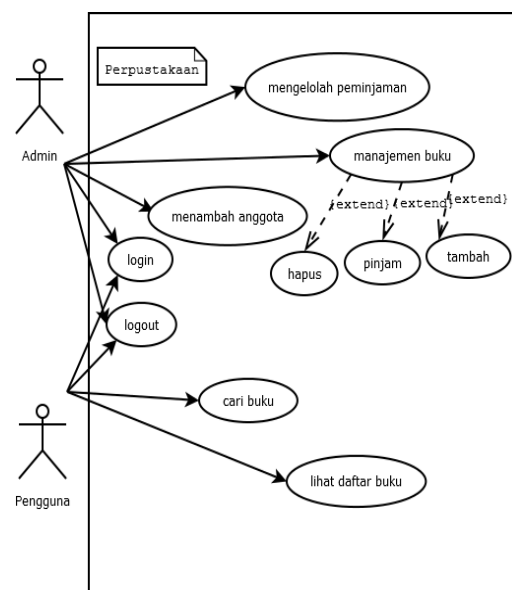 Perpustakaan
mengelolah peminjaman
Admin
manajemen buku
{extend}
{extend}
{extend}
menambah anggota
login
hapus
pinjam
tambah
logout
cari buku
lihat daftar buku
Pengguna